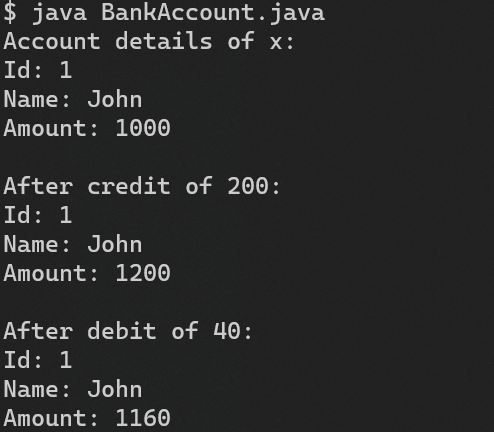 $ java BankAccount.java
Account details of x:
Id: 1
Name: John
Amount: 1000

After credit of 200:
Id: 1
Name: John
Amount: 1200

After debit of 40:
Id: 1
Name: John
Amount: 1160